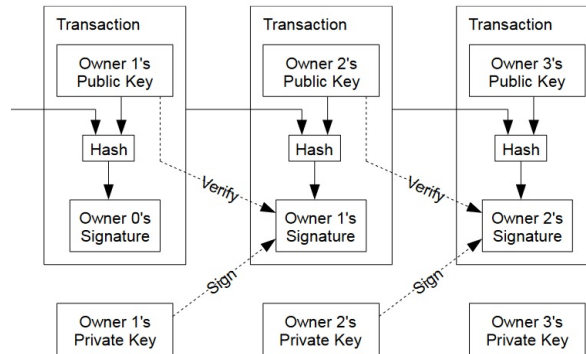 Transaction
Transaction
Transaction
Owner 1's
Public Key
Owner 2's
Public Key
Owner 3's
Public Key
Hash
Hash
Hash
Verify
Verify
Owner 0's
Signature
Owner 1's
Signature
Owner 2's
Signature
Sign
Sign
Owner 1's
Private Key
Owner 2's
Private Key
Owner 3's
Private Key